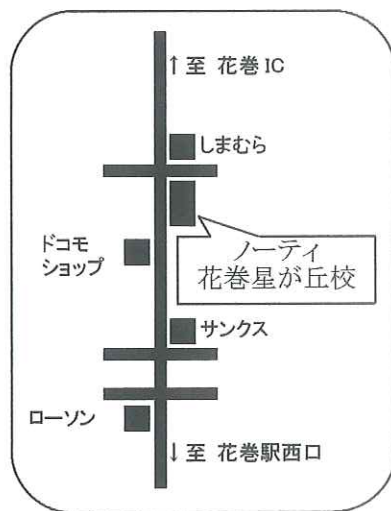 ↑至 花巻IC
しまむら
ドコモ
ショップ
ノーティ
花巻星が丘校
サンクス
ローソン
↓至 花巻駅西口